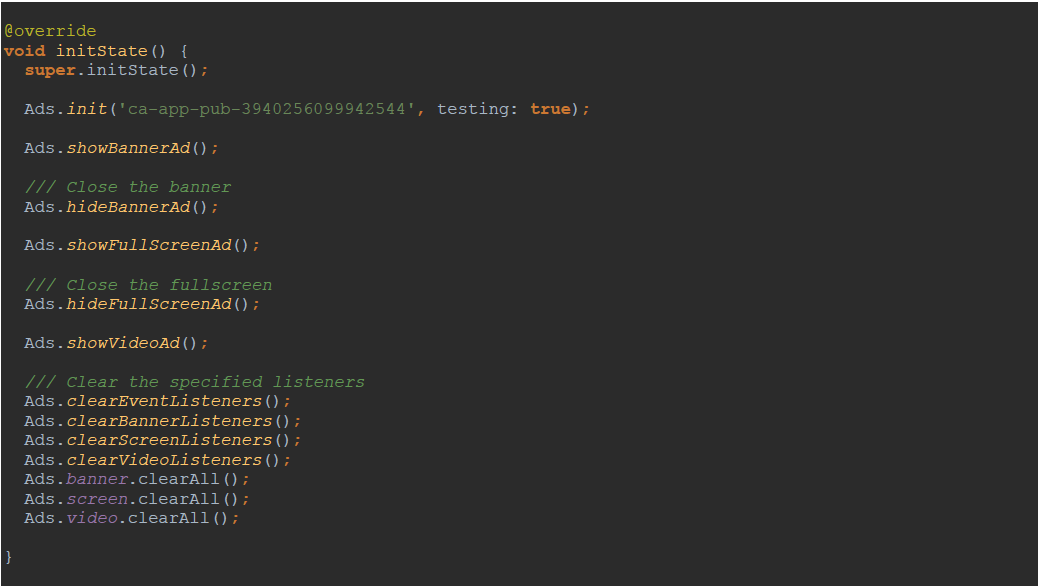 @override
void initState() {
  super.initState();

  Ads.init('ca-app-pub-3940256099942544', testing: true);

  Ads.showBannerAd();

  /// Close the banner
  Ads.hideBannerAd();

  Ads.showFullScreenAd();

  /// Close the fullscreen
  Ads.hideFullScreenAd();

  Ads.showVideoAd();

  /// Clear the specified listeners
  Ads.clearEventListeners();
  Ads.clearBannerListeners();
  Ads.clearScreenListeners();
  Ads.clearVideoListeners();
  Ads.banner.clearAll();
  Ads.screen.clearAll();
  Ads.video.clearAll();

}